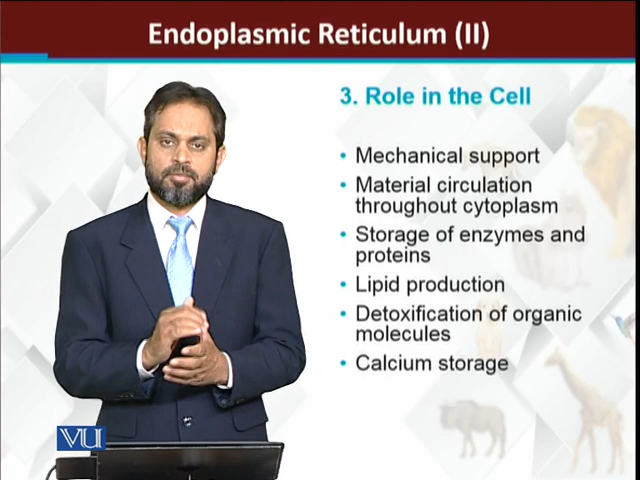 Endoplasmic Reticulum (II)
3. Role in the Cell
• Mechanical support
• Material circulation
throughout cytoplasm
• Storage of enzymes and
proteins
• Lipid production
• Detoxification of organic
molecules
• Calcium storage
VU